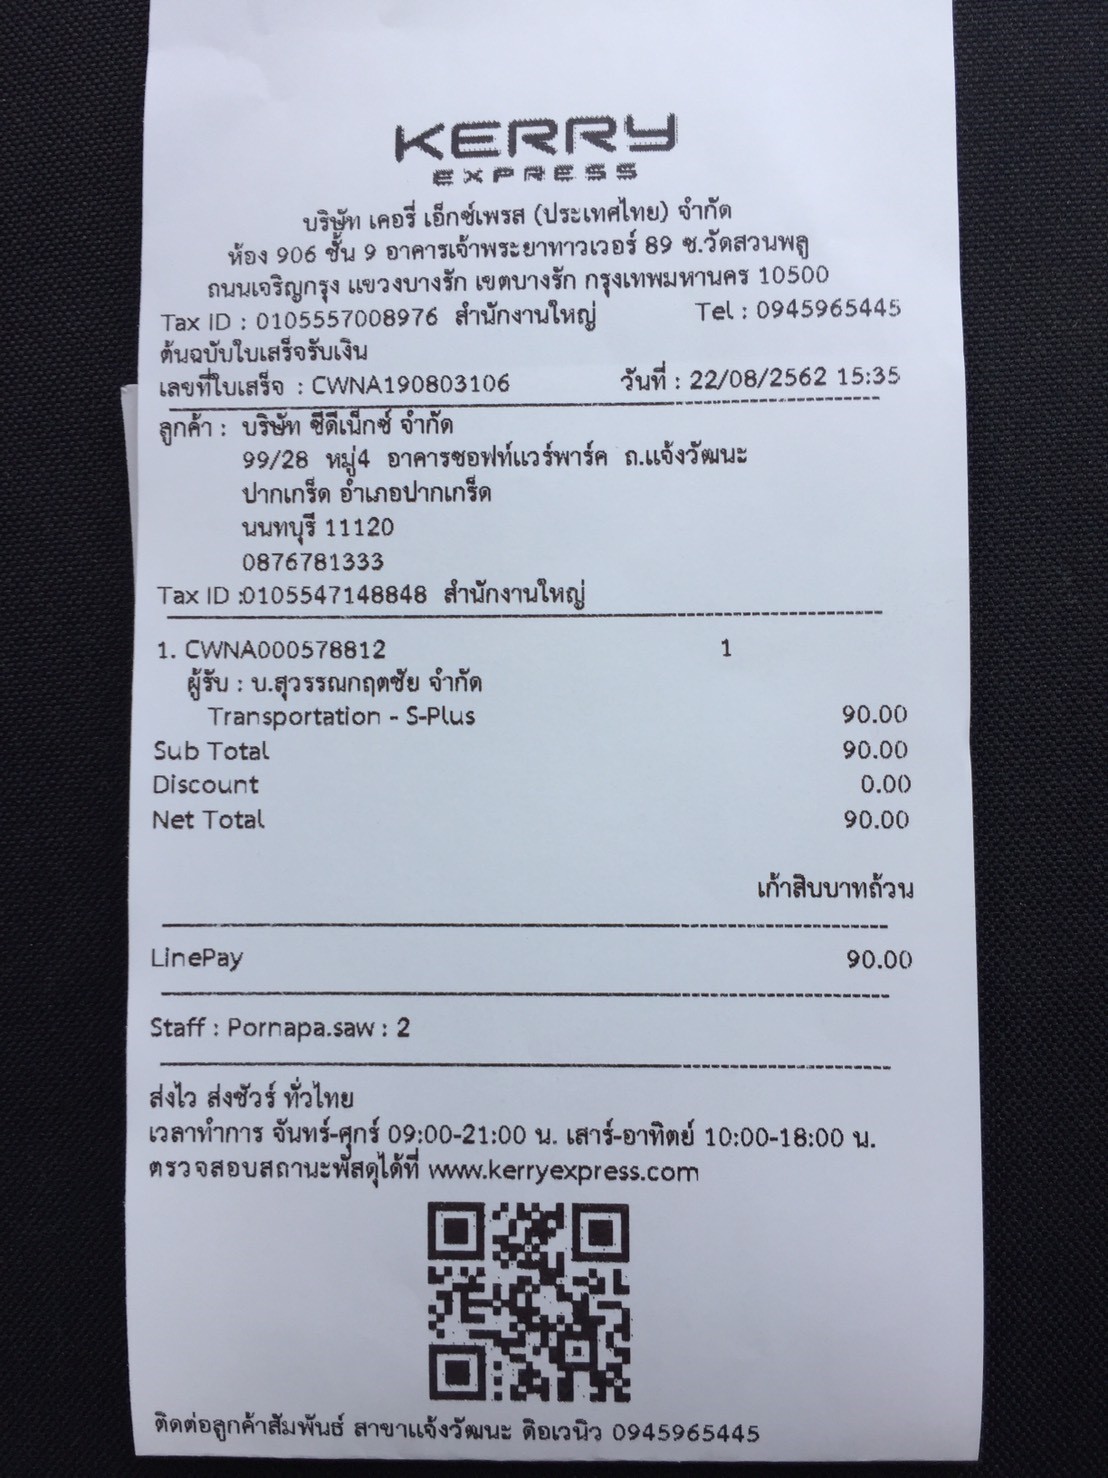 KERRY
EXPRESS
บริษัท เคอรี่ เอ็กซ์เพรส (ประเทศไทย) จำกัด
ห้อง 906 ชั้น 9 อาคารเจ้าพระยาทาวเวอร์ 89 ซ.วัดสวนพลู
ถนนเจริญกรุง แขวงบางรัก เขตบางรัก กรุงเทพมหานคร 10500
Tax ID : 0105557008976 สำนักงานใหญ่ Tel : 0945965445
ต้นฉบับใบเสร็จรับเงิน
เลขที่ใบเสร็จ : CWNA190803106 วันที่ : 22/08/2562 15:35
ลูกค้า : บริษัท ซีดีเน็กซ์ จำกัด
99/28 หมู่4 อาคารซอฟท์แวร์พาร์ค ถ.แจ้งวัฒนะ
ปากเกร็ด อำเภอปากเกร็ด
นนทบุรี 11120
0876781333
Tax ID :0105547148848 สำนักงานใหญ่
1. CWNA000578812 1
ผู้รับ : บ.สุวรรณกฤตชัย จำกัด
Transportation - S-Plus 90.00
Sub Total 90.00
Discount 0.00
Net Total 90.00
เก้าสิบบาทถ้วน
LinePay 90.00
Staff : Pornapa.saw : 2
ส่งไว ส่งชัวร์ ทั่วไทย
เวลาทำการ จันทร์-ศุกร์ 09:00-21:00 น. เสาร์-อาทิตย์ 10:00-18:00 น.
ตรวจสอบสถานะพัสดุได้ที่ www.kerryexpress.com
ติดต่อลูกค้าสัมพันธ์ สาขาแจ้งวัฒนะ ดิอเวนิว 0945965445